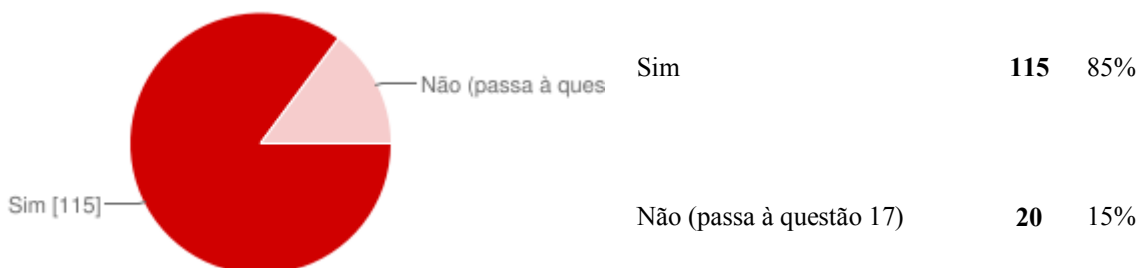 Não (passa à ques
Sim [115]
Sim 115 85%
Não (passa à questão 17) 20 15%